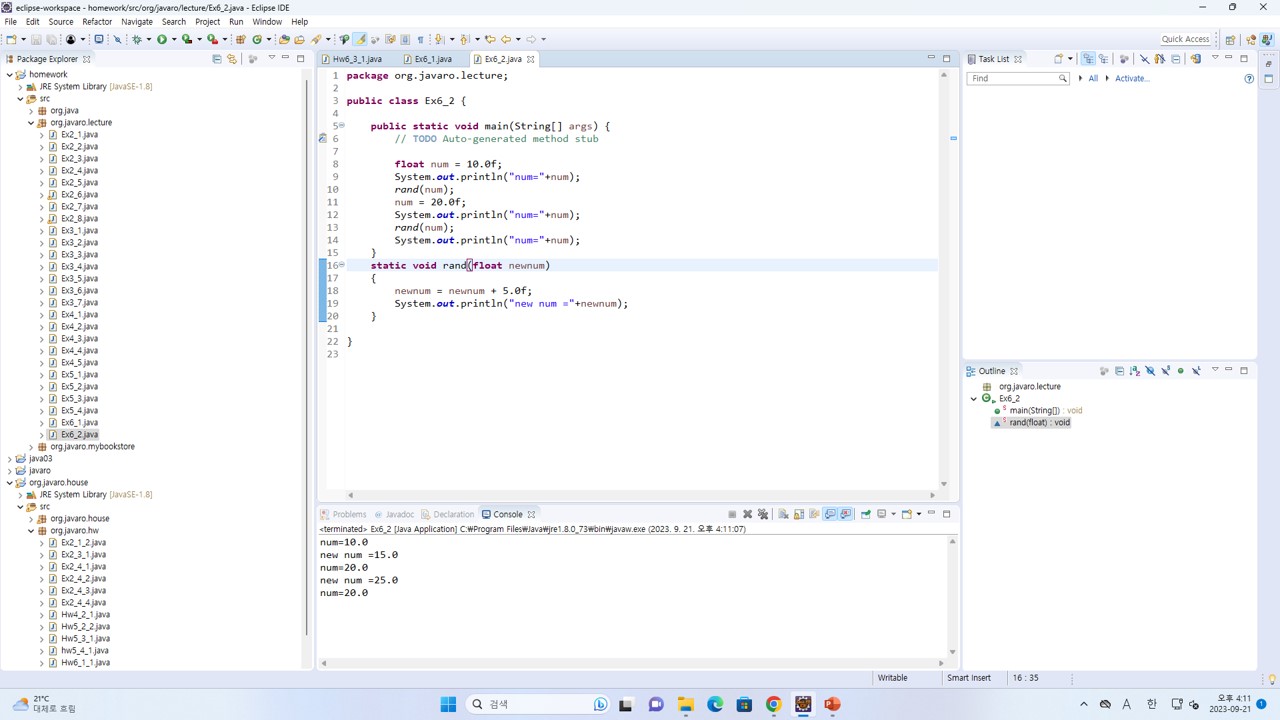 eclipse-workspace - homework/src/org/javaro/lecture/Ex6_2.java - Eclipse IDE
File Edit Source Refactor Navigate Search Project Run Window Help
Quick Access
Package Explorer
homework
JRE System Library [JavaSE-1.8]
src
org.java
org.javaro.lecture
Ex2_1.java
Ex2_2.java
Ex2_3.java
Ex2_4.java
Ex2_5.java
Ex2_6.java
Ex2_7.java
Ex2_8.java
Ex3_1.java
Ex3_2.java
Ex3_3.java
Ex3_4.java
Ex3_5.java
Ex3_6.java
Ex3_7.java
Ex4_1.java
Ex4_2.java
Ex4_3.java
Ex4_4.java
Ex4_5.java
Ex5_1.java
Ex5_2.java
Ex5_3.java
Ex5_4.java
Ex6_1.java
Ex6_2.java
org.javaro.mybookstore
java03
javaro
org.javaro.house
JRE System Library [JavaSE-1.8]
src
org.javaro.house
org.javaro.hw
Ex2_1_2.java
Ex2_3_1.java
Ex2_4_1.java
Ex2_4_2.java
Ex2_4_3.java
Ex2_4_4.java
Hw4_2_1.java
Hw5_2_2.java
Hw5_3_1.java
hw5_4_1.java
Hw6_1_1.java
Hw6_3_1.java Ex6_1.java Ex6_2.java
1 package org.javaro.lecture;
2
3 public class Ex6_2 {
4
5 public static void main(String[] args) {
6 // TODO Auto-generated method stub
7
8 float num = 10.0f;
9 System.out.println("num="+num);
10 rand(num);
11 num = 20.0f;
12 System.out.println("num="+num);
13 rand(num);
14 System.out.println("num="+num);
15 }
16 static void rand(float newnum)
17 {
18 newnum = newnum + 5.0f;
19 System.out.println("new num ="+newnum);
20 }
21
22 }
23
Problems Javadoc Declaration Console
<terminated> Ex6_2 [Java Application] C:₩Program Files₩Java₩jre1.8.0_73₩bin₩javaw.exe (2023. 9. 21. 오후 4:11:07)
num=10.0
new num =15.0
num=20.0
new num =25.0
num=20.0
Task List
Find All Activate...
Outline
org.javaro.lecture
Ex6_2
main(String[]) : void
rand(float) : void
Writable Smart Insert 16 : 35
21°C
대체로 흐림
검색
A 한
오후 4:11
2023-09-21